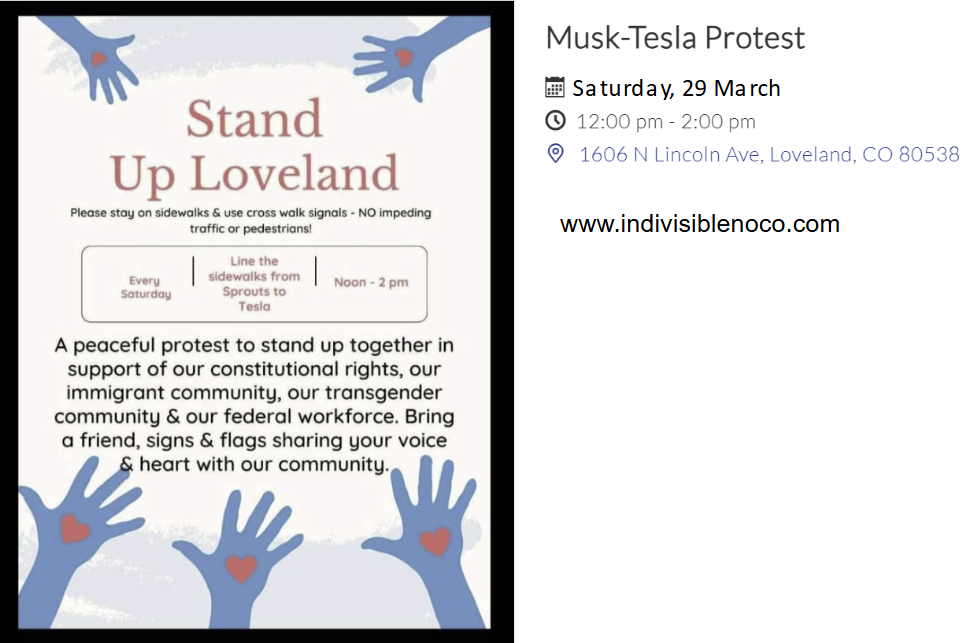 Stand
Up Loveland
Please stay on sidewalks & use cross walk signals - NO impeding
traffic or pedestrians!
Every
Saturday
Line the
sidewalks from
Sprouts to
Tesla
Noon - 2 pm
A peaceful protest to stand up together in
support of our constitutional rights, our
immigrant community, our transgender
community & our federal workforce. Bring
a friend, signs & flags sharing your voice
& heart with our community.
Musk-Tesla Protest
Saturday, 29 March
12:00 pm - 2:00 pm
1606 N Lincoln Ave, Loveland, CO 80538
www.indivisiblenoco.com